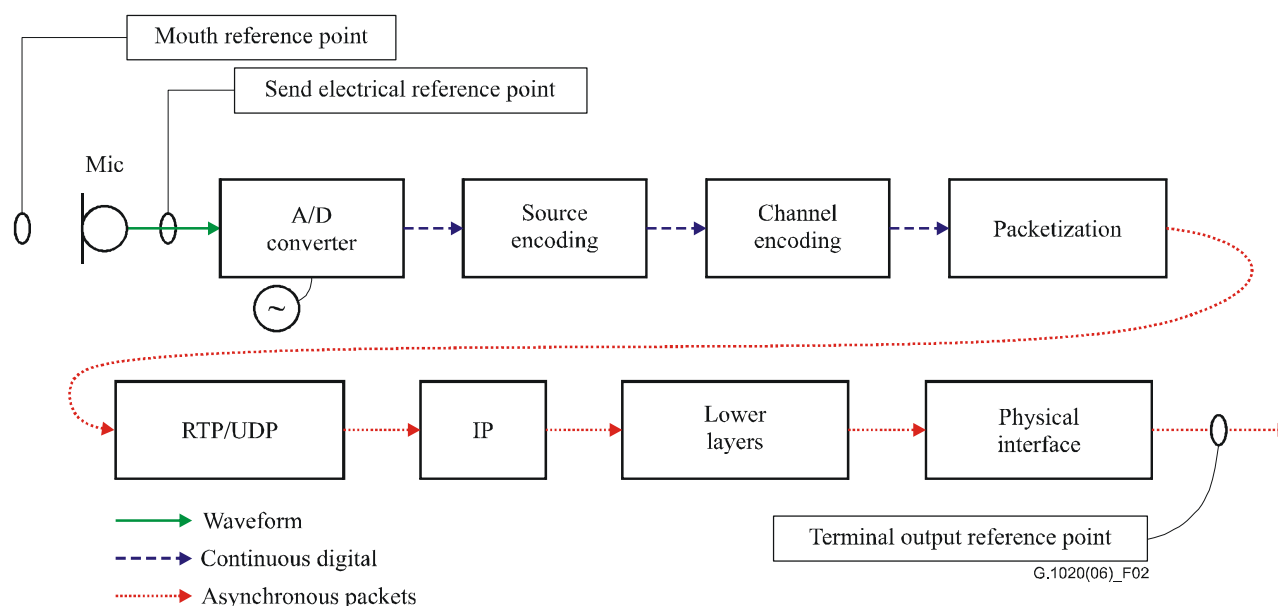 Mouth reference point
Send electrical reference point
Mic
A/D
converter
Source
encoding
Channel
encoding
Packetization
~
RTP/UDP
IP
Lower
layers
Physical
interface
Waveform
Continuous digital
Asynchronous packets
Terminal output reference point
G.1020(06)_F02